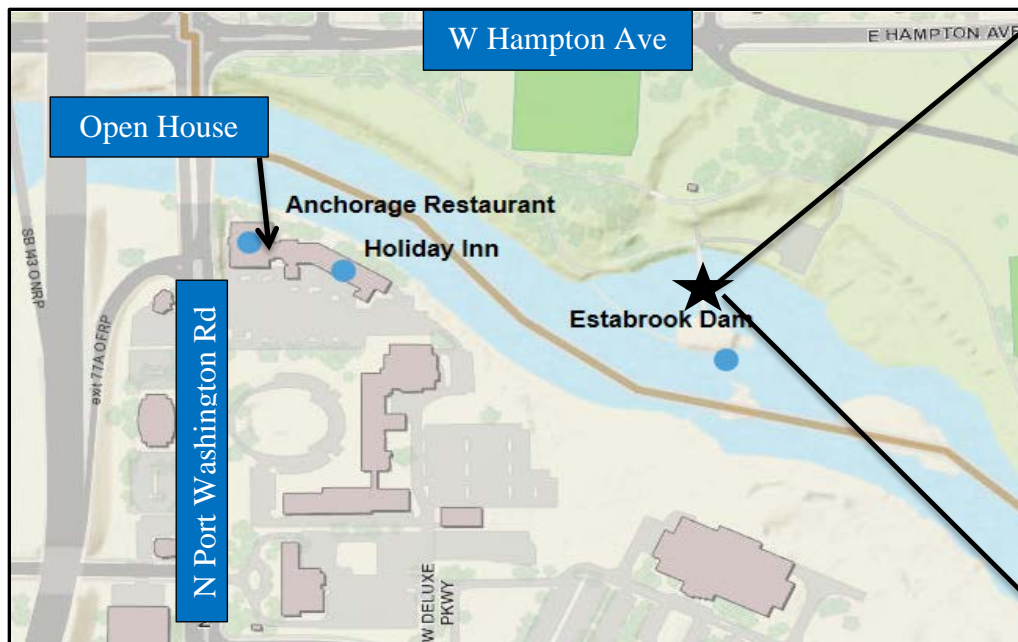 W Hampton Ave
E HAMPTON AVE
Open House
Anchorage Restaurant
Holiday Inn
SB I43 ONRP
exit 77A OFRP
N Port Washington Rd
Estabrook Dam
W DELUXE
PKWY
N